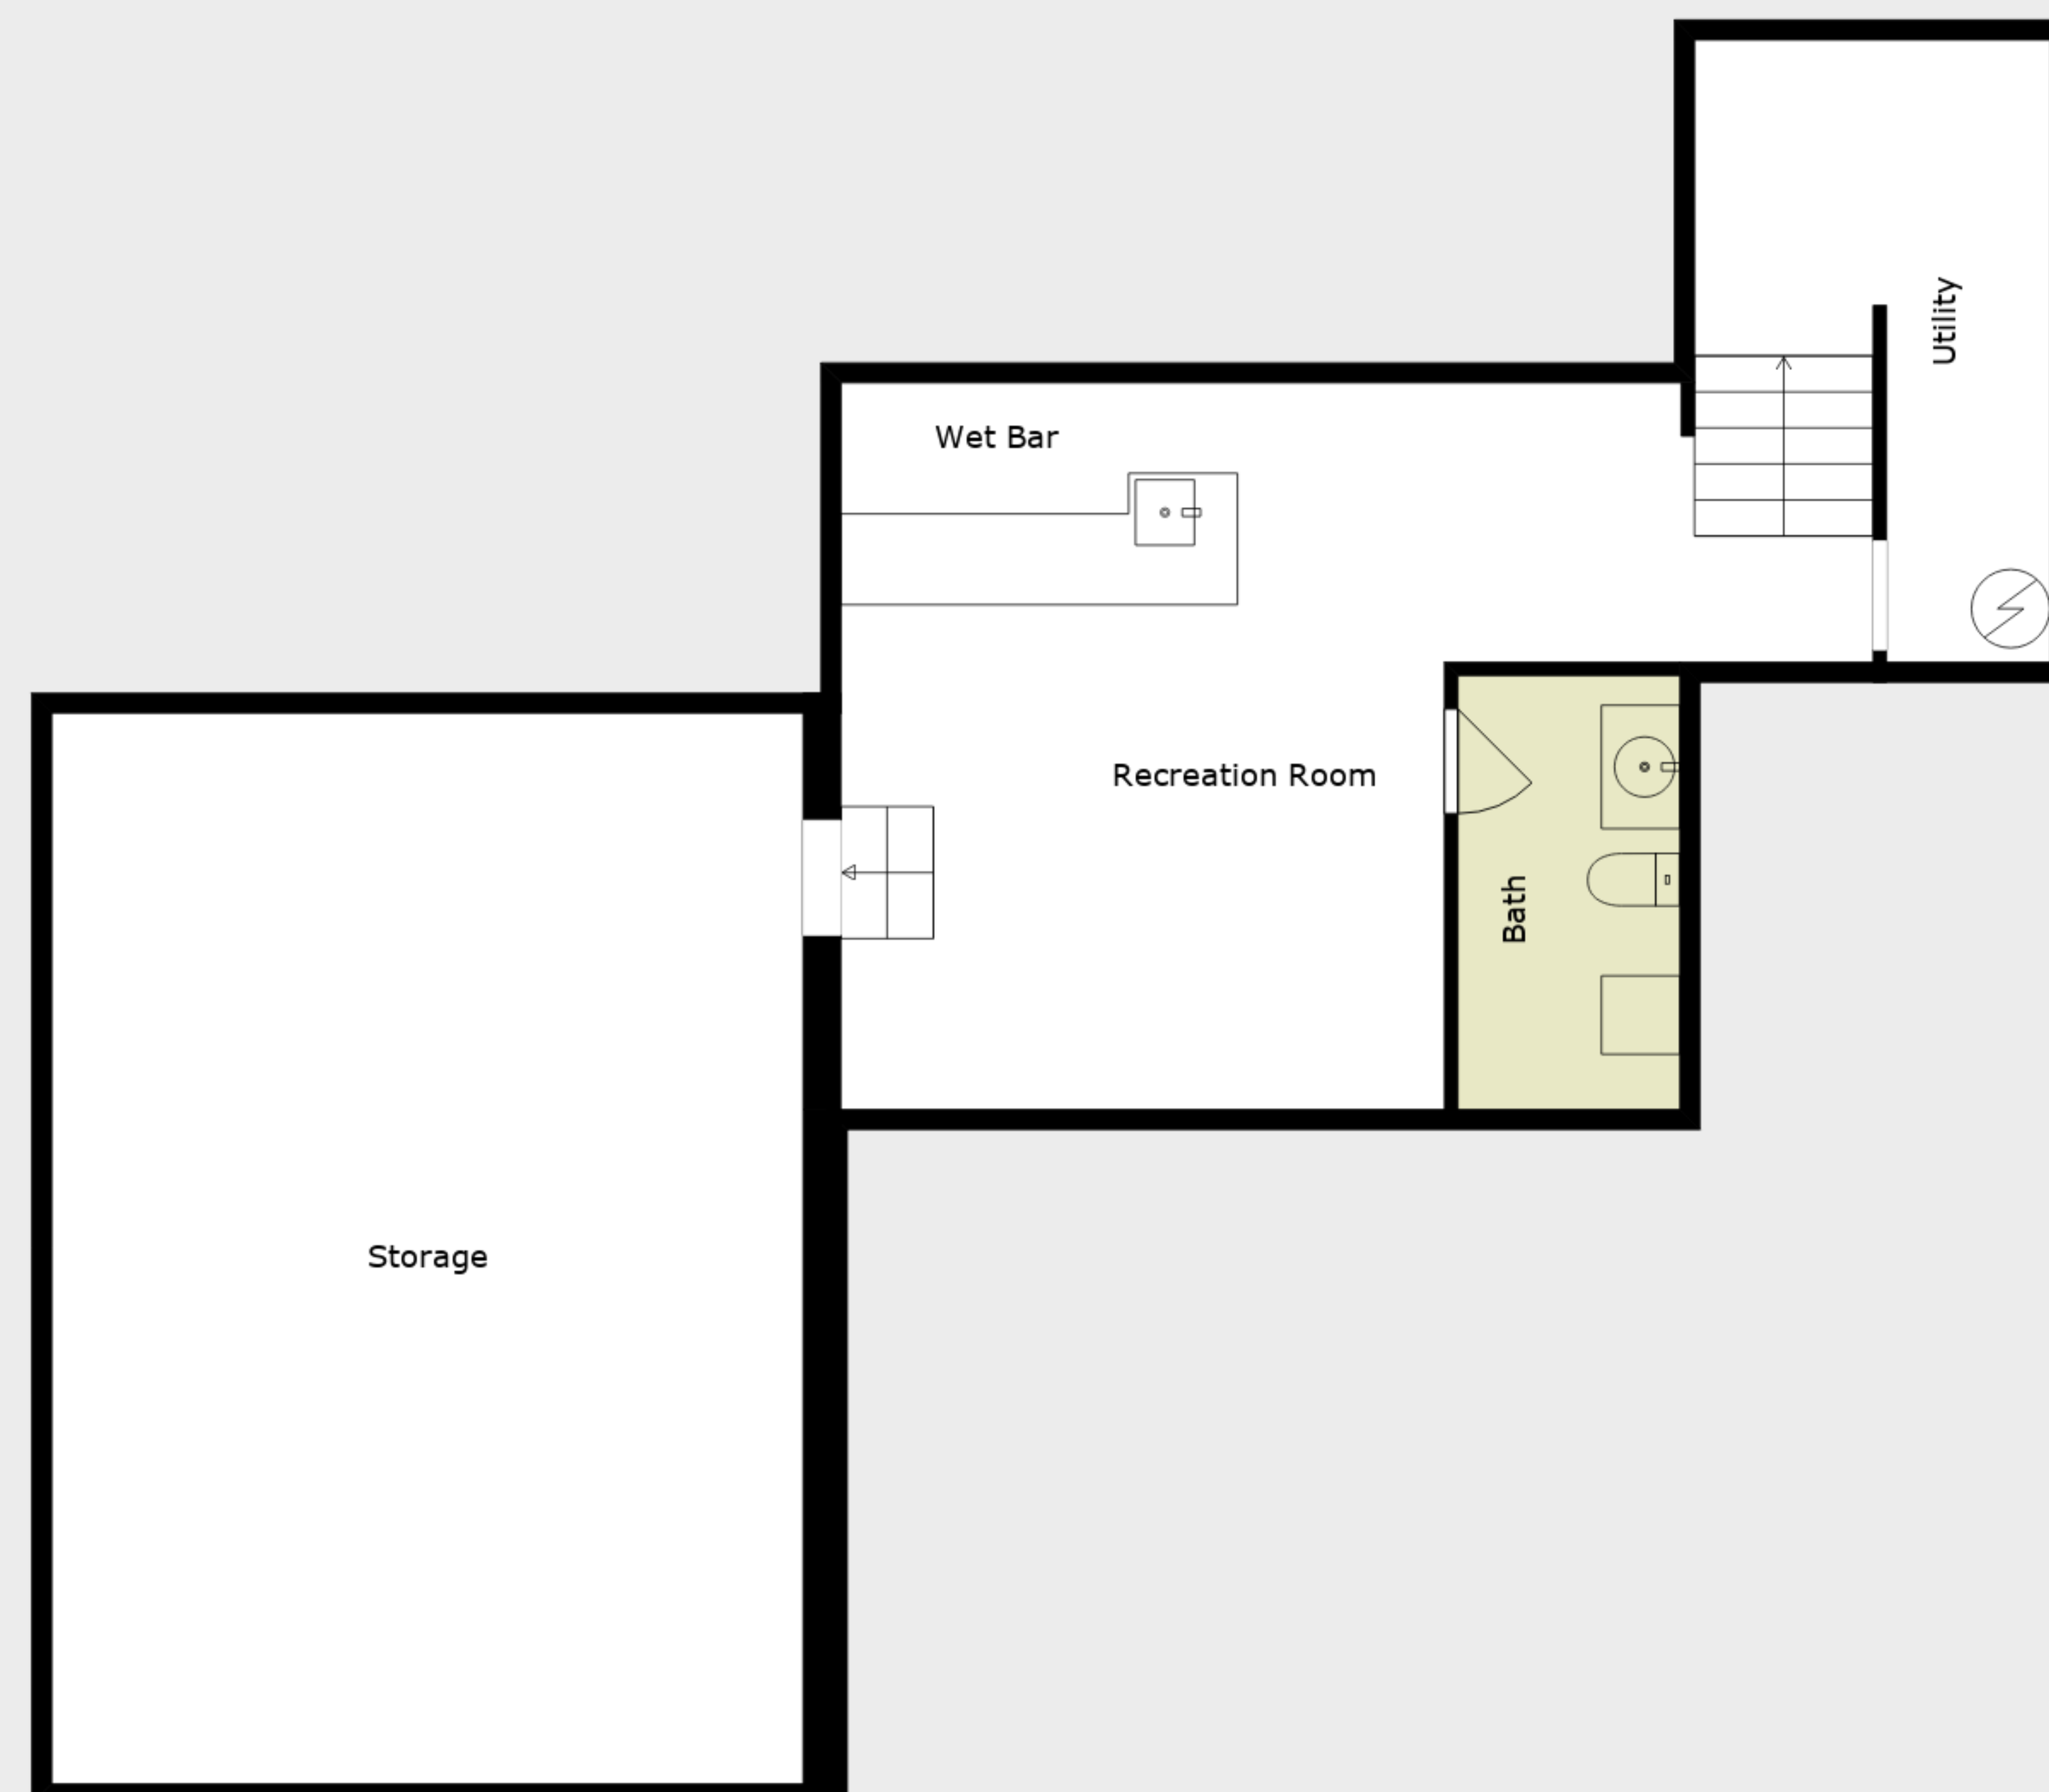 Utility
Wet Bar
Recreation Room
Bath
Storage